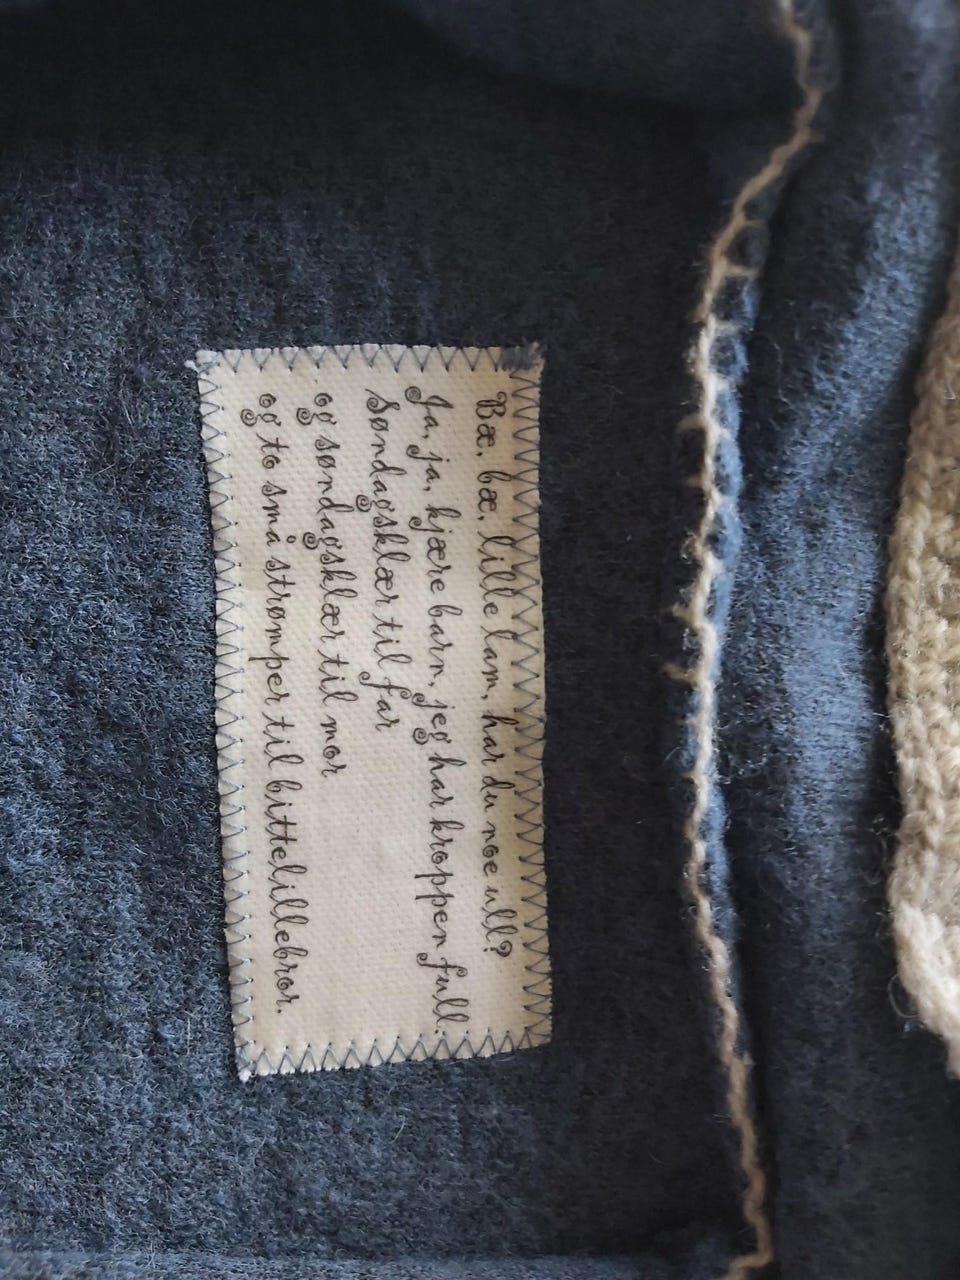 Bæ, bæ, lille lam, har du noe ull?
Ja, ja, kjære barn, jeg har kroppen full.
Søndagsklær til far
og søndagsklær til mor
og to små strømper til bittelillebror.